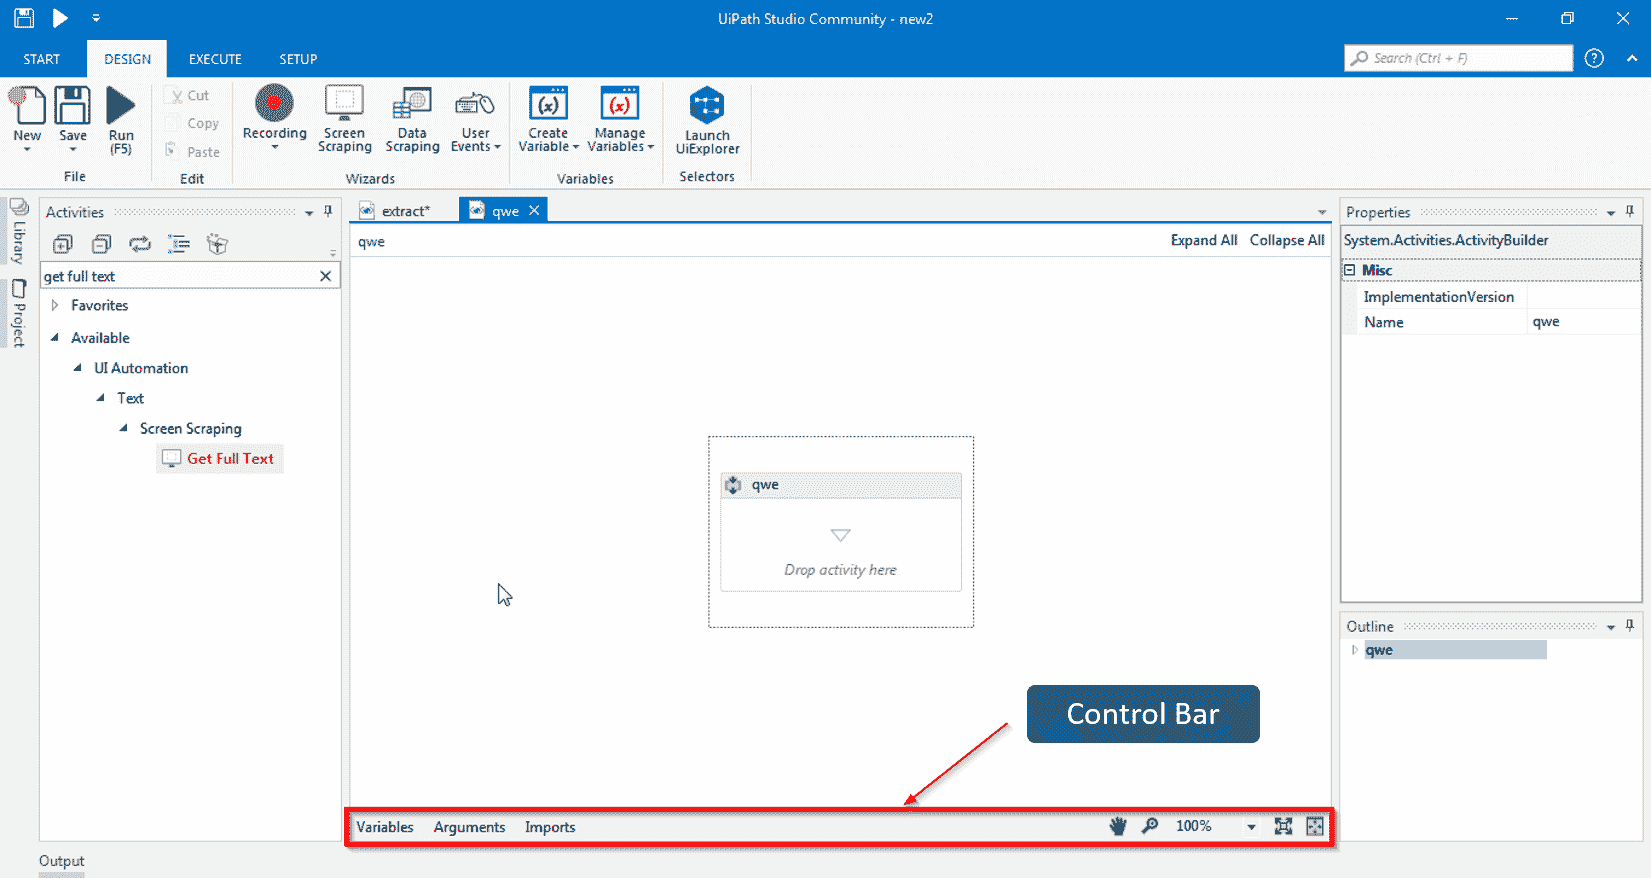 UiPath Studio Community - new2
START DESIGN EXECUTE SETUP
Search (Ctrl + F)
New Save Run (F5)
File
Cut
Copy
Paste
Edit
Recording Screen Scraping Data Scraping User Events
Wizards
Create Variable Manage Variables
Variables
Launch UiExplorer
Selectors
Library
Project
Activities
get full text
Favorites
Available
UI Automation
Text
Screen Scraping
Get Full Text
extract* qwe
qwe Expand All Collapse All
qwe
Drop activity here
Control Bar
Variables Arguments Imports 100%
Properties
System.Activities.ActivityBuilder
Misc
ImplementationVersion
Name qwe
Outline
qwe
Output